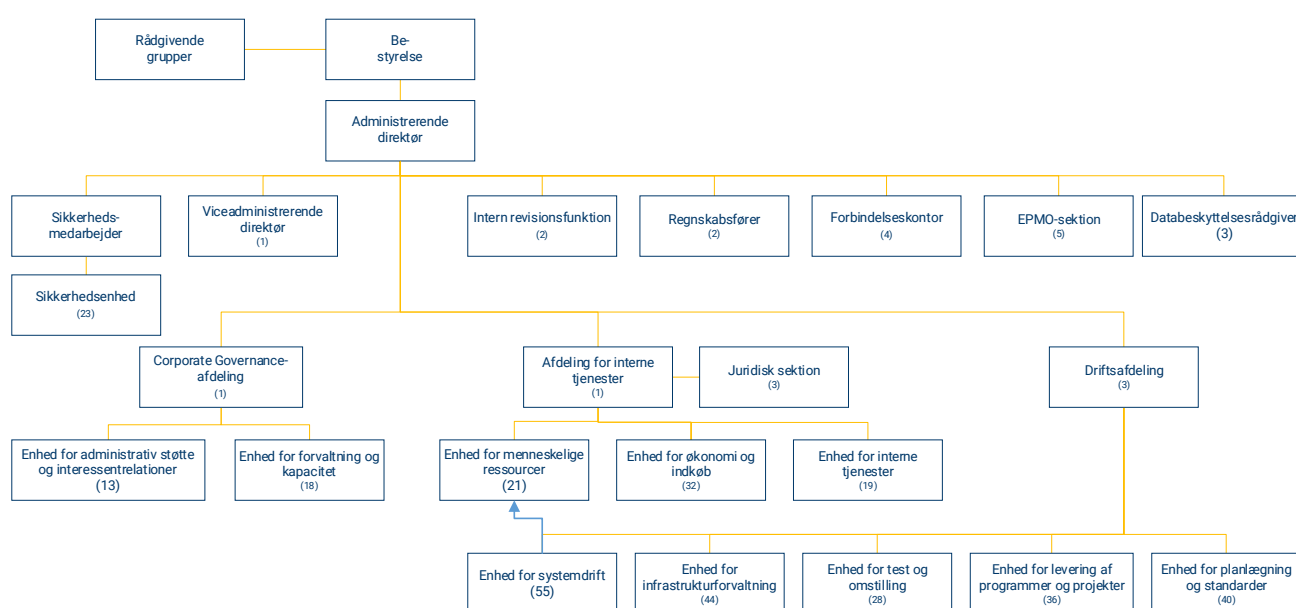 Rådgivende
grupper
Be-
styrelse
Administrerende
direktør
Sikkerheds-
medarbejder
Viceadministrerende
direktør
(1)
Intern revisionsfunktion
(2)
Regnskabsfører
(2)
Forbindelseskontor
(4)
EPMO-sektion
(5)
Databeskyttelsesrådgiver
(3)
Sikkerhedsenhed
(23)
Corporate Governance-
afdeling
(1)
Afdeling for interne
tjenester
(1)
Juridisk sektion
(3)
Driftsafdeling
(3)
Enhed for administrativ støtte
og interessentrelationer
(13)
Enhed for forvaltning og
kapacitet
(18)
Enhed for menneskelige
ressourcer
(21)
Enhed for økonomi og
indkøb
(32)
Enhed for interne
tjenester
(19)
Enhed for systemdrift
(55)
Enhed for
infrastrukturforvaltning
(44)
Enhed for test og
omstilling
(28)
Enhed for levering af
programmer og projekter
(36)
Enhed for planlægning
og standarder
(40)